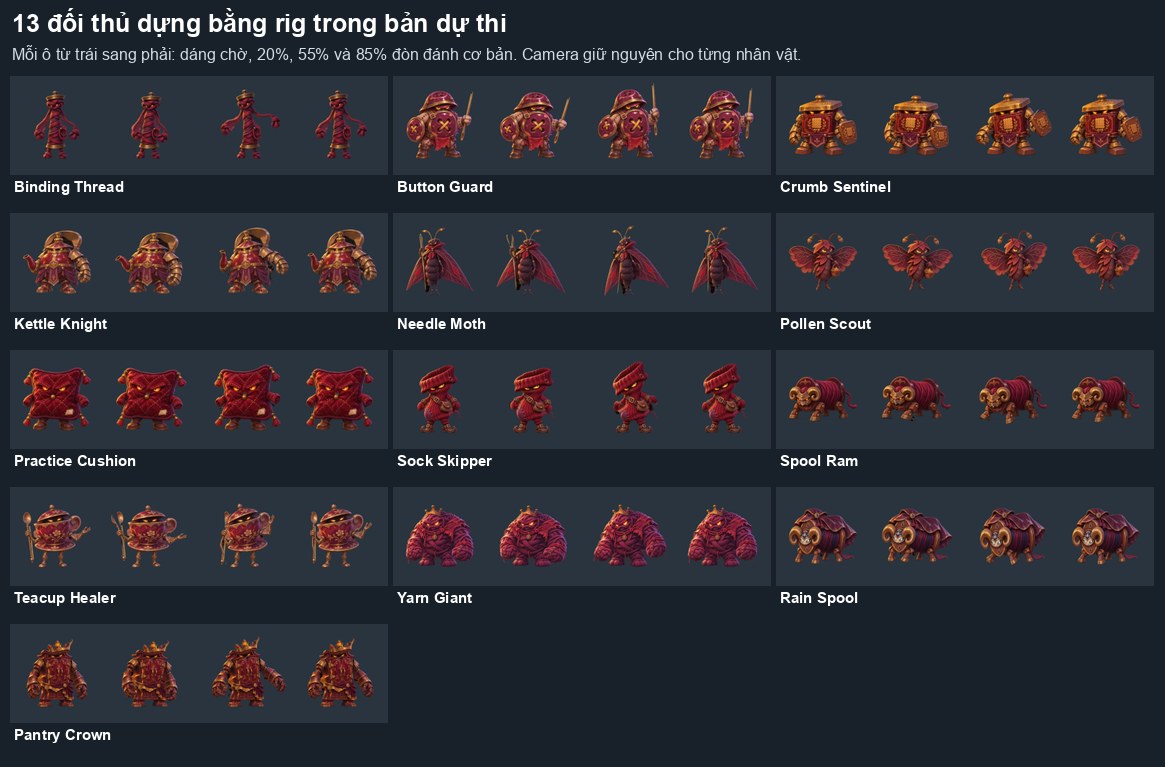 13 đối thủ dựng bằng rig trong bản dự thi
Mỗi ô từ trái sang phải: dáng chờ, 20%, 55% và 85% đòn đánh cơ bản. Camera giữ nguyên cho từng nhân vật.
Binding Thread
Button Guard
Crumb Sentinel
Kettle Knight
Needle Moth
Pollen Scout
Practice Cushion
Sock Skipper
Spool Ram
Teacup Healer
Yarn Giant
Rain Spool
Pantry Crown